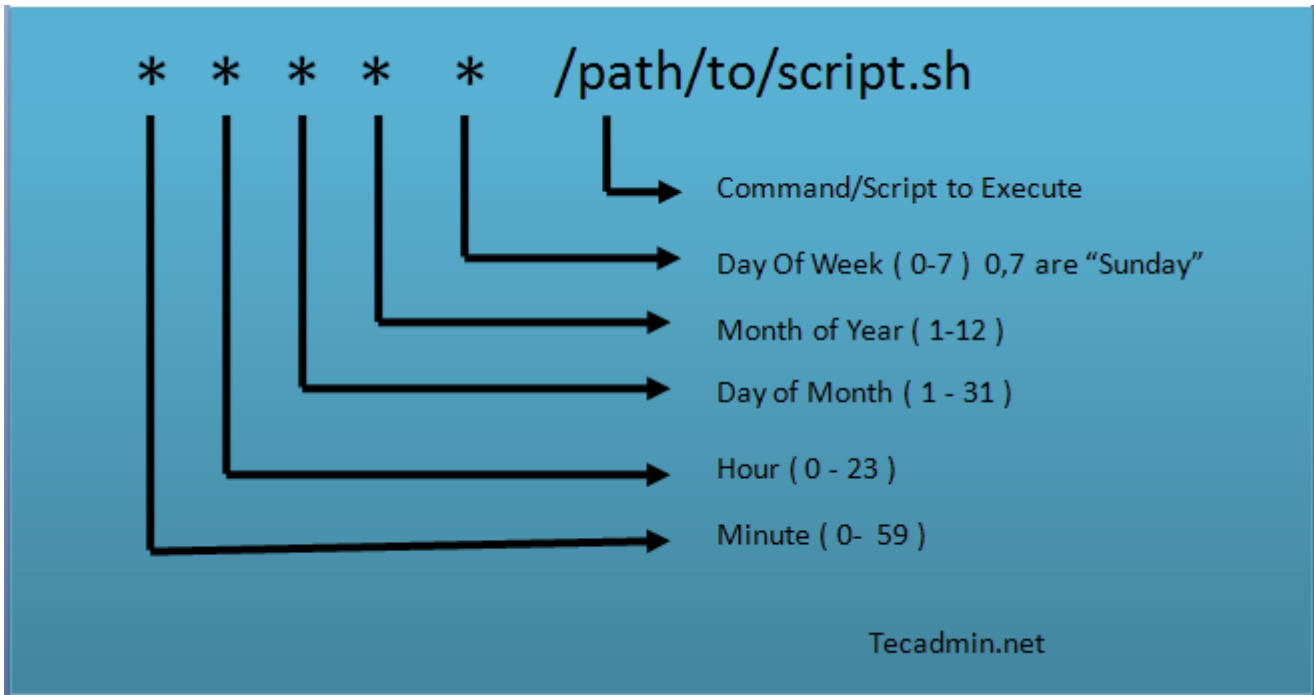 * * * * * /path/to/script.sh
Command/Script to Execute
Day Of Week ( 0-7 ) 0,7 are “Sunday”
Month of Year ( 1-12 )
Day of Month ( 1 - 31 )
Hour ( 0 - 23 )
Minute ( 0- 59 )
Tecadmin.net